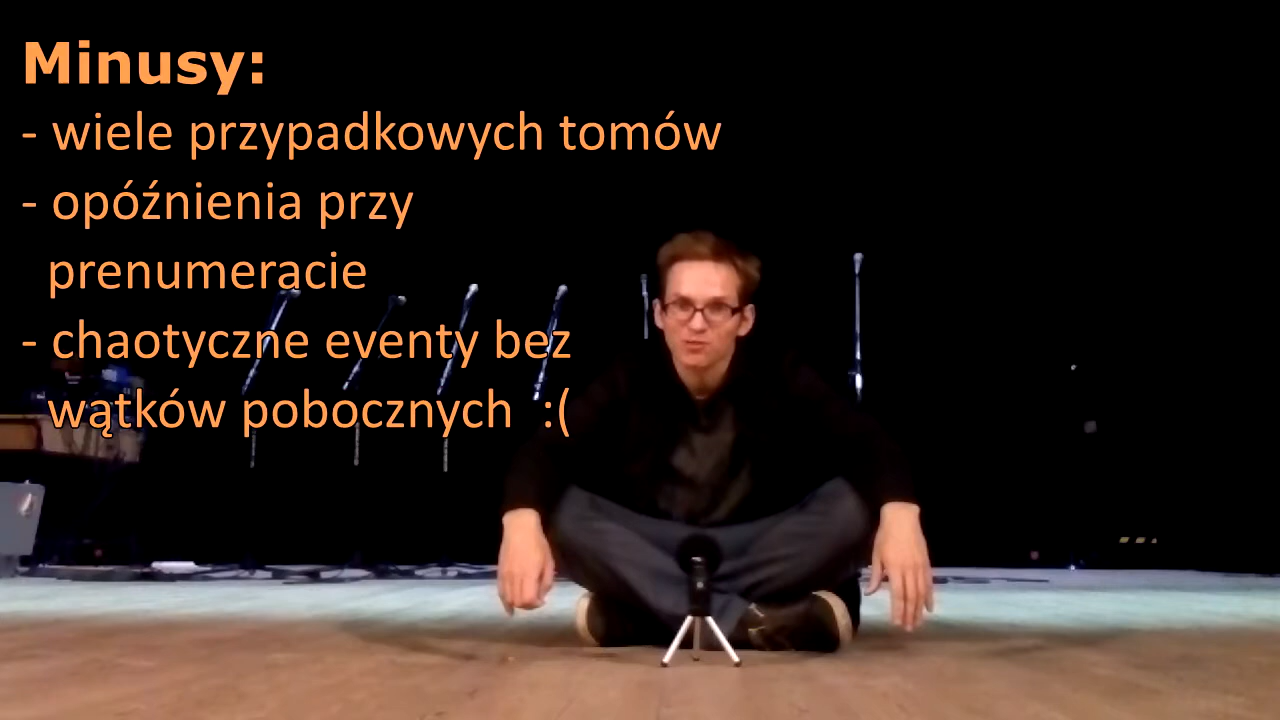 Minusy:
- wiele przypadkowych tomów
- opóźnienia przy
prenumeracie
- chaotyczne eventy bez
wątków pobocznych :(